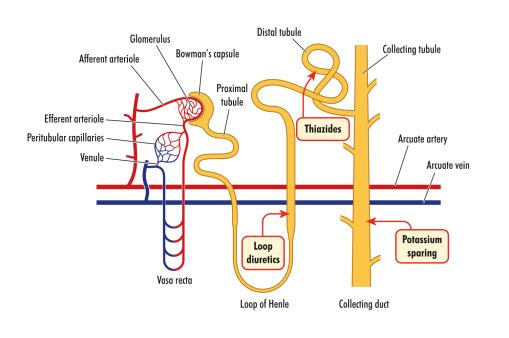 Glomerulus
Bowman's capsule
Afferent arteriole
Distal tubule
Collecting tubule
Proximal
tubule
Efferent arteriole
Peritubular capillaries
Venule
Thiazides
Arcuate artery
Arcuate vein
Loop
diuretics
Potassium
sparing
Vasa recta
Loop of Henle
Collecting duct